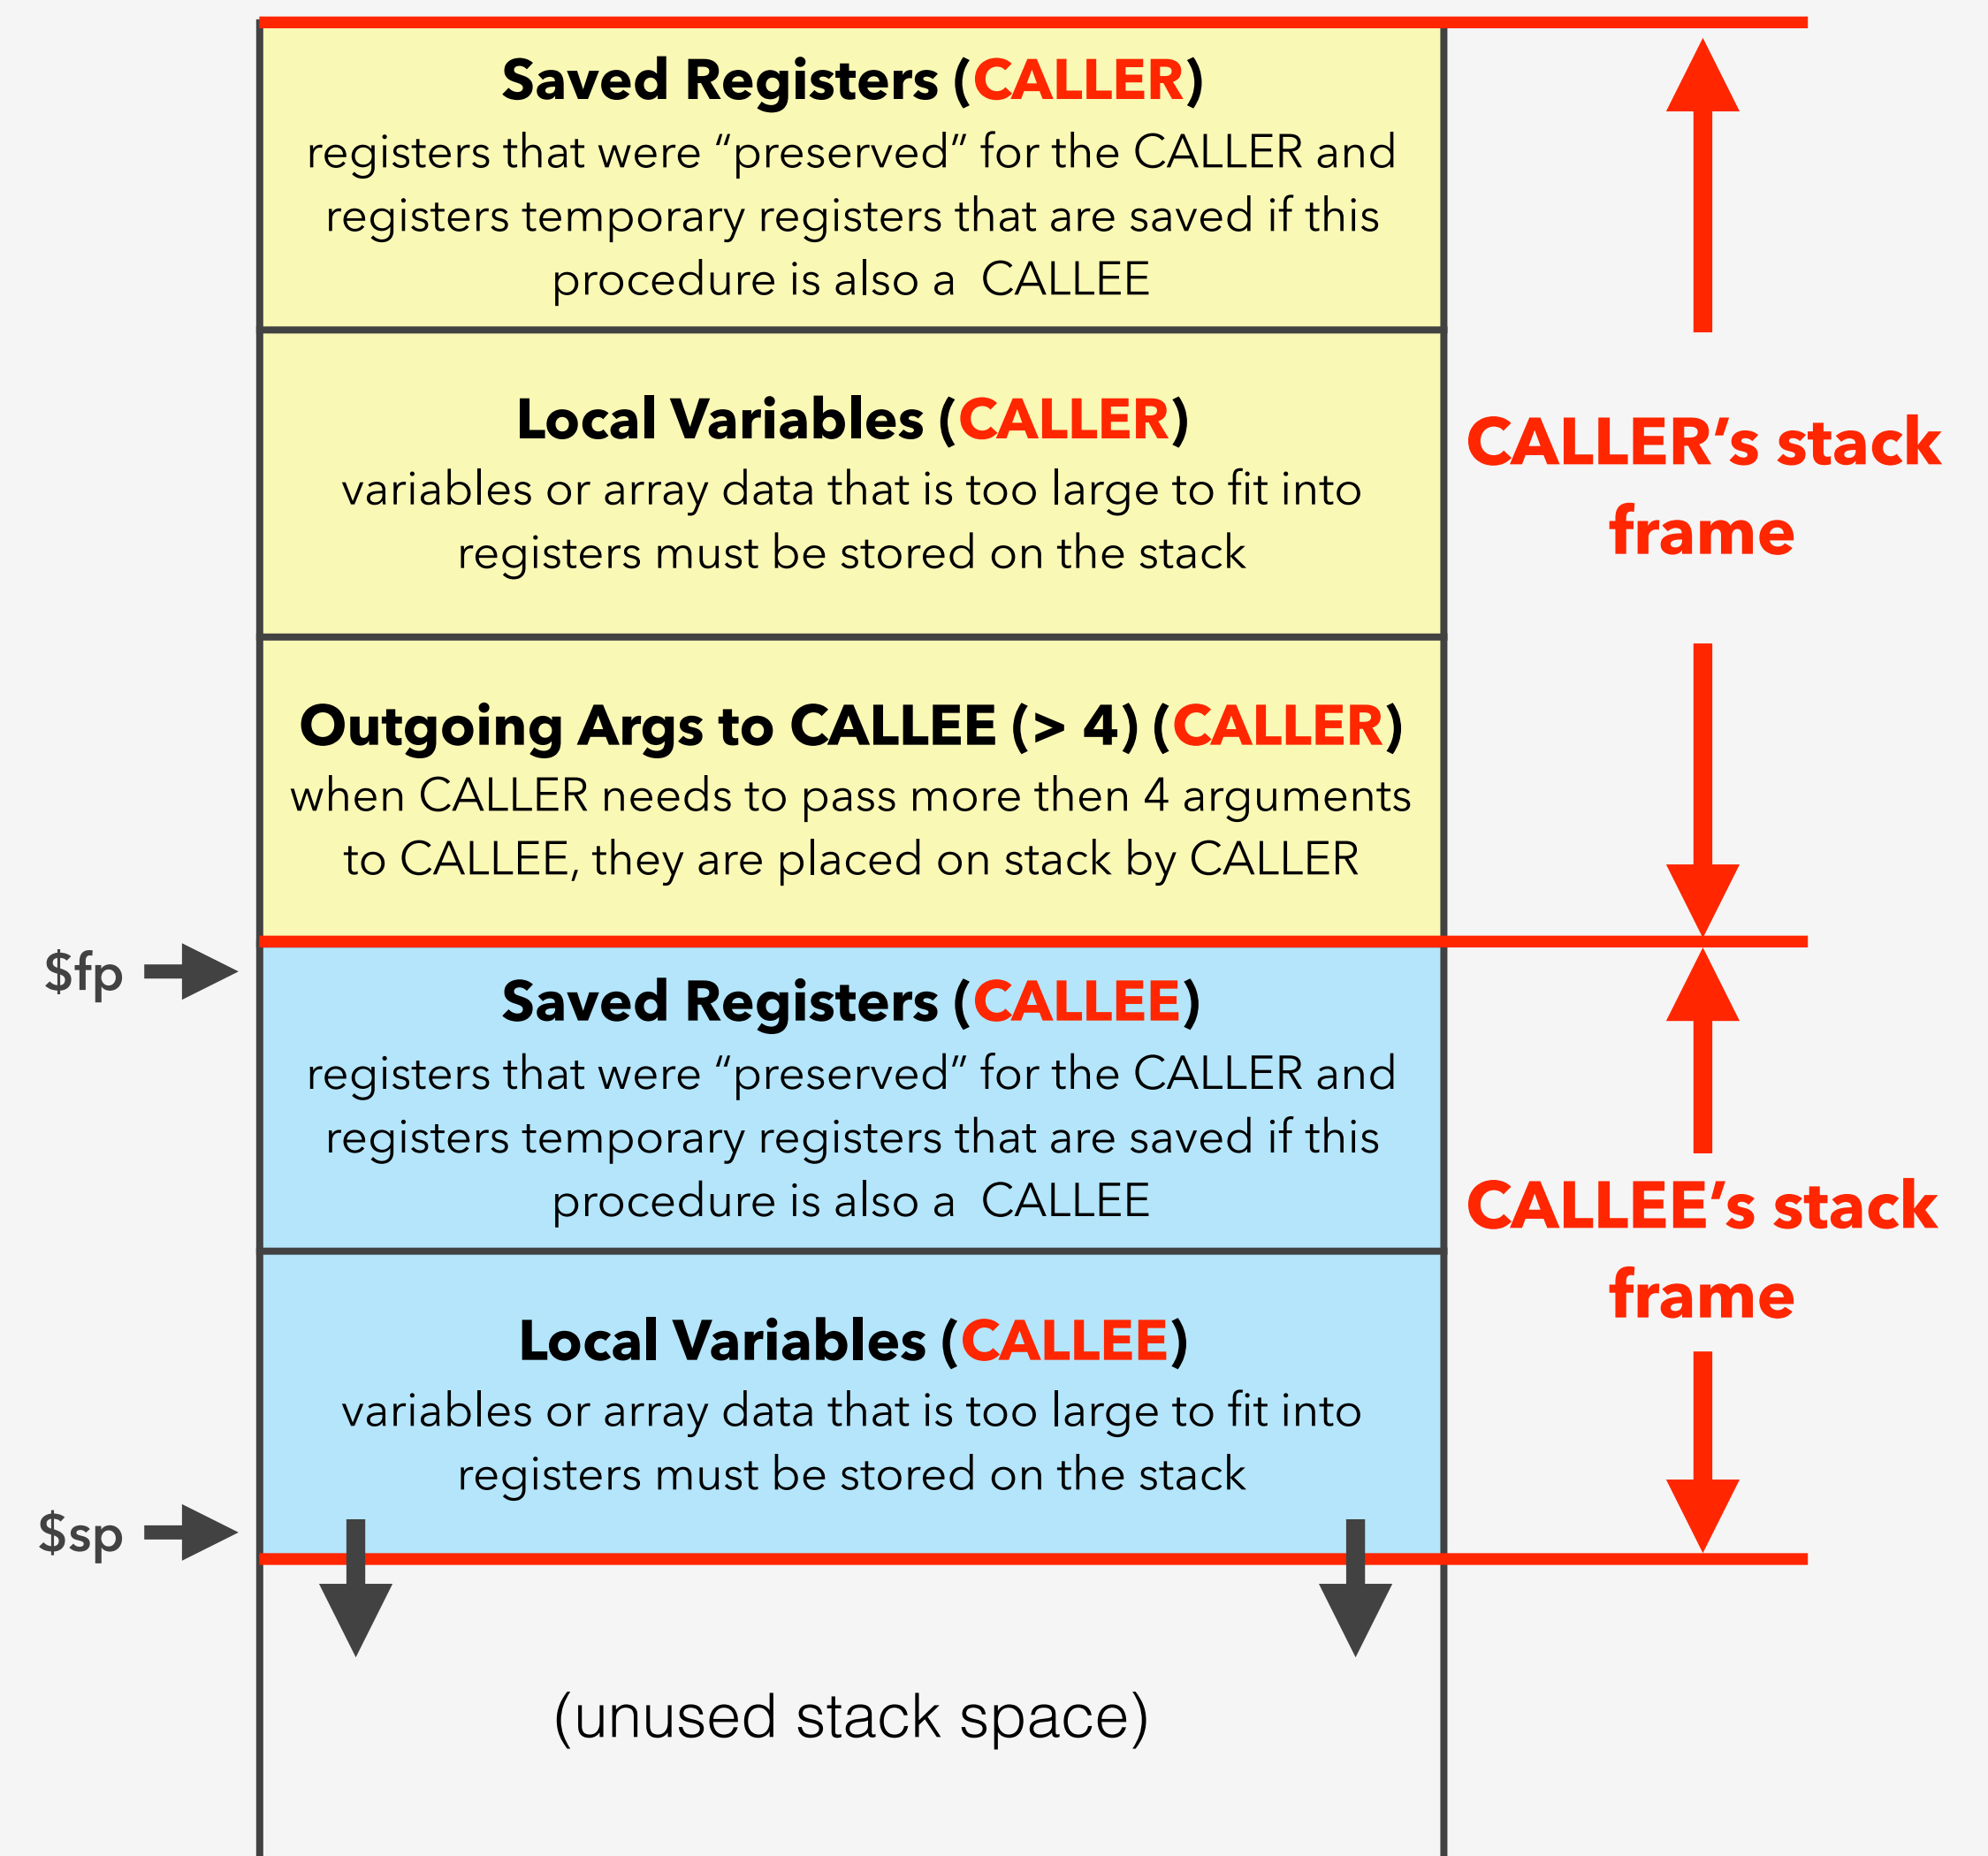 Saved Registers (CALLER)
registers that were “preserved” for the CALLER and
registers temporary registers that are saved if this
procedure is also a CALLEE
Local Variables (CALLER)
variables or array data that is too large to fit into
registers must be stored on the stack
CALLER’s stack
frame
Outgoing Args to CALLEE (> 4) (CALLER)
when CALLER needs to pass more then 4 arguments
to CALLEE, they are placed on stack by CALLER
$fp
Saved Registers (CALLEE)
registers that were “preserved” for the CALLER and
registers temporary registers that are saved if this
procedure is also a CALLEE
CALLEE’s stack
frame
Local Variables (CALLEE)
variables or array data that is too large to fit into
registers must be stored on the stack
$sp
(unused stack space)